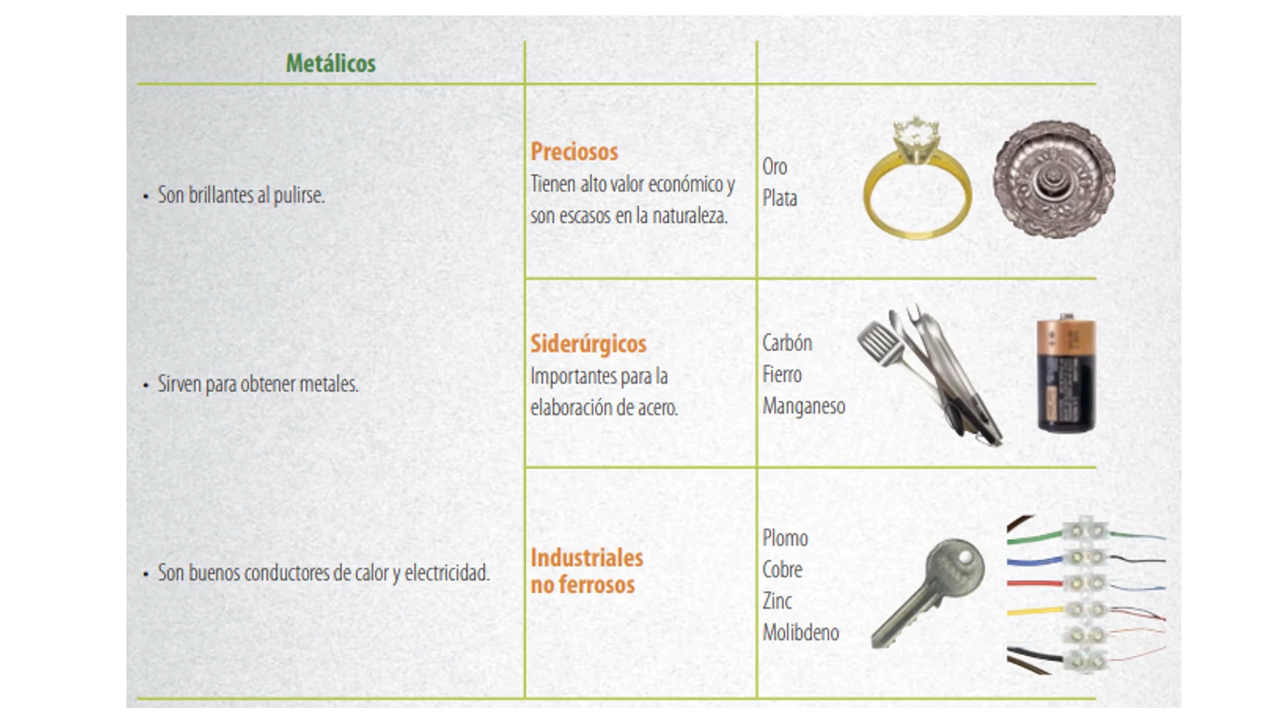 Metálicos
• Son brillantes al pulirse.
Preciosos
Tienen alto valor económico y
son escasos en la naturaleza.
Oro
Plata
• Sirven para obtener metales.
Siderúrgicos
Importantes para la
elaboración de acero.
Carbón
Fierro
Manganeso
• Son buenos conductores de calor y electricidad.
Industriales
no ferrosos
Plomo
Cobre
Zinc
Molibdeno